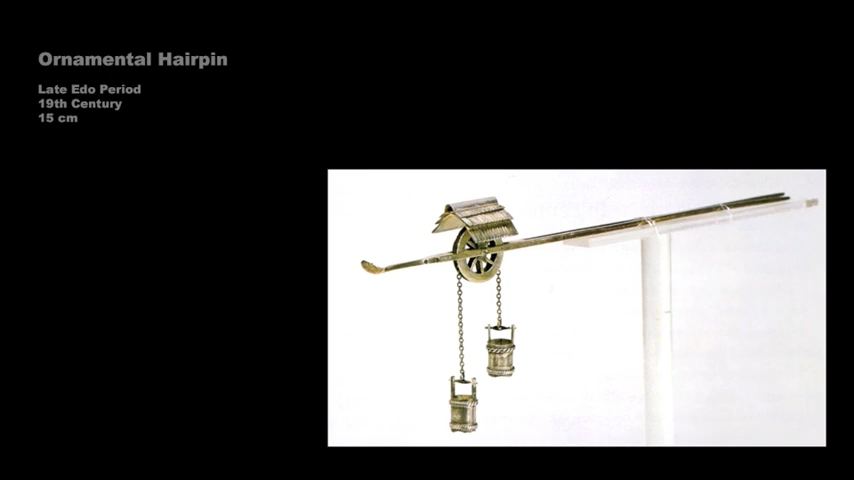 Ornamental Hairpin
Late Edo Period
19th Century
15 cm